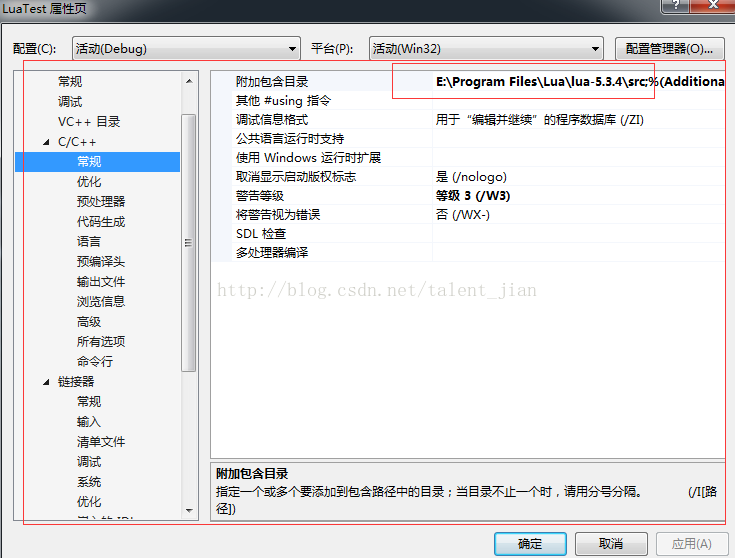 LuaTest 属性页
配置(C): 活动(Debug) 平台(P): 活动(Win32) 配置管理器(O)...
常规
调试
VC++ 目录
C/C++
常规
优化
预处理器
代码生成
语言
预编译头
输出文件
浏览信息
高级
所有选项
命令行
链接器
常规
输入
清单文件
调试
系统
优化
附加包含目录 E:\Program Files\Lua\lua-5.3.4\src;%(Additiona
其他 #using 指令
调试信息格式 用于“编辑并继续”的程序数据库 (/ZI)
公共语言运行时支持
使用 Windows 运行时扩展
取消显示启动版权标志 是 (/nologo)
警告等级 等级 3 (/W3)
将警告视为错误 否 (/WX-)
SDL 检查
多处理器编译
http://blog.csdn.net/talent_jian
附加包含目录
指定一个或多个要添加到包含路径中的目录；当目录不止一个时，请用分号分隔。 (/I[路
径])
确定 取消 应用(A)